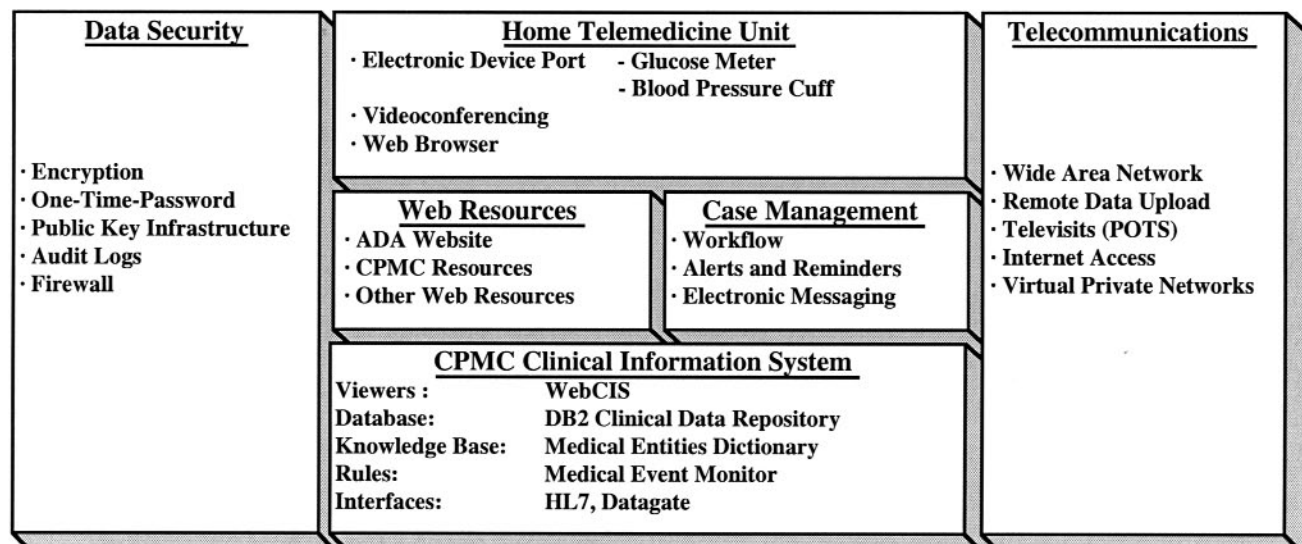 Data Security
· Encryption
· One-Time-Password
· Public Key Infrastructure
· Audit Logs
· Firewall
Home Telemedicine Unit
· Electronic Device Port - Glucose Meter
- Blood Pressure Cuff
· Videoconferencing
· Web Browser
Web Resources
· ADA Website
· CPMC Resources
· Other Web Resources
Case Management
· Workflow
· Alerts and Reminders
· Electronic Messaging
CPMC Clinical Information System
Viewers : WebCIS
Database: DB2 Clinical Data Repository
Knowledge Base: Medical Entities Dictionary
Rules: Medical Event Monitor
Interfaces: HL7, Datagate
Telecommunications
· Wide Area Network
· Remote Data Upload
· Televisits (POTS)
· Internet Access
· Virtual Private Networks